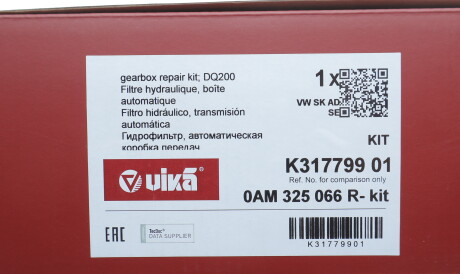 gearbox repair kit; DQ200
Filtre hydraulique, boîte
automatique
Filtro hidráulico, transmisión
automática
Гидрофильтр, автоматическая
коробка передач
1x
VW SK AD
SE
KIT
vika
K317799 01
Ref. No. for comparison only
0AM 325 066 R- kit
EAC
TecDoc
DATA SUPPLIER
K31779901